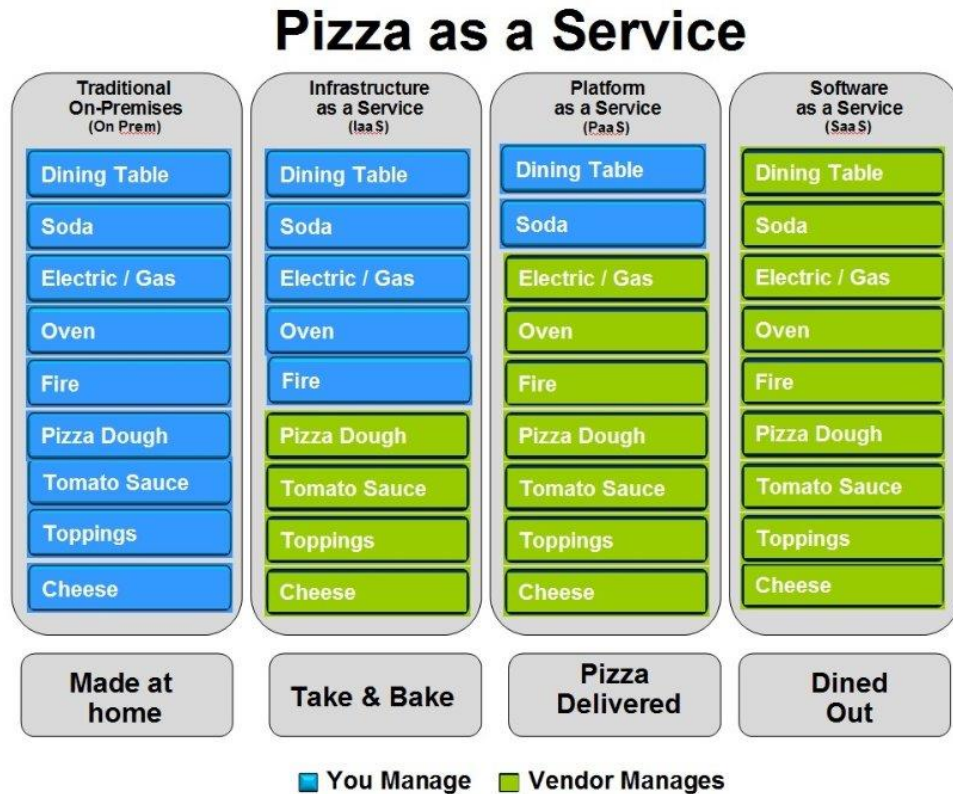 Pizza as a Service
Traditional
On-Premises
(On Prem)
Dining Table
Soda
Electric / Gas
Oven
Fire
Pizza Dough
Tomato Sauce
Toppings
Cheese
Made at
home
Infrastructure
as a Service
(IaaS)
Dining Table
Soda
Electric / Gas
Oven
Fire
Pizza Dough
Tomato Sauce
Toppings
Cheese
Take & Bake
Platform
as a Service
(PaaS)
Dining Table
Soda
Electric / Gas
Oven
Fire
Pizza Dough
Tomato Sauce
Toppings
Cheese
Pizza
Delivered
Software
as a Service
(SaaS)
Dining Table
Soda
Electric / Gas
Oven
Fire
Pizza Dough
Tomato Sauce
Toppings
Cheese
Dined
Out
You Manage
Vendor Manages